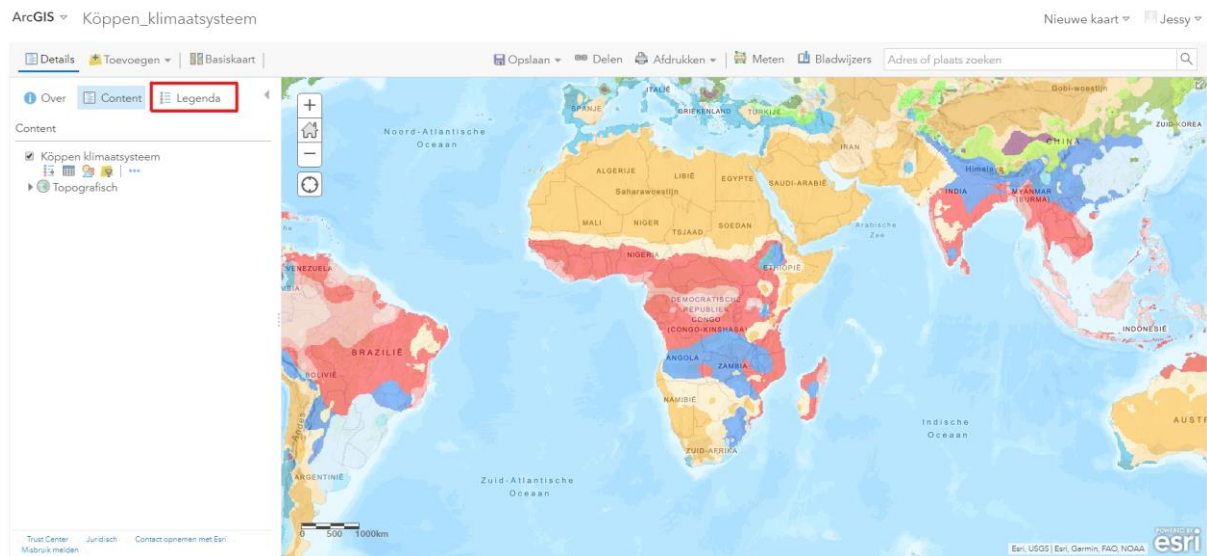 ArcGIS Köppen_klimaatsysteem
Nieuwe kaart Jessy
Details Toevoegen Basiskaart
Opslaan Delen Afdrukken Meten Bladwijzers Adres of plaats zoeken
Over Content Legenda
Content
Köppen klimaatsysteem
Topografisch
Trust Center Juridisch Contact opnemen met Esri
Misbruik melden
ITALIË
SPANJE
GRIEKENLAND
TURKIJE
Gobi-woestijn
ZUID-KOREA
Noord-Atlantische
Oceaan
IRAN
CHINA
ALGERIJE
LIBIË
EGYPTE
SAUDI-ARABIË
Himala
Saharawoestijn
INDIA
MYANMAR
(BURMA)
MALI
NIGER
TSJAAD
SOEDAN
Arabische
Zee
NIGERIA
ETHIOPIË
VENEZUELA
DEMOCRATISCHE
REPUBLIEK
CONGO
(CONGO-KINSHASA)
INDONESIË
BRAZILIË
ANGOLA
ZAMBIA
BOLIVIË
NAMIBIË
Andes
Indische
Oceaan
AUSTR
ZUID-AFRIKA
ARGENTINIË
Zuid-Atlantische
Oceaan
0 500 1000km
POWERED BY
esri
Esri, USGS | Esri, Garmin, FAO, NOAA